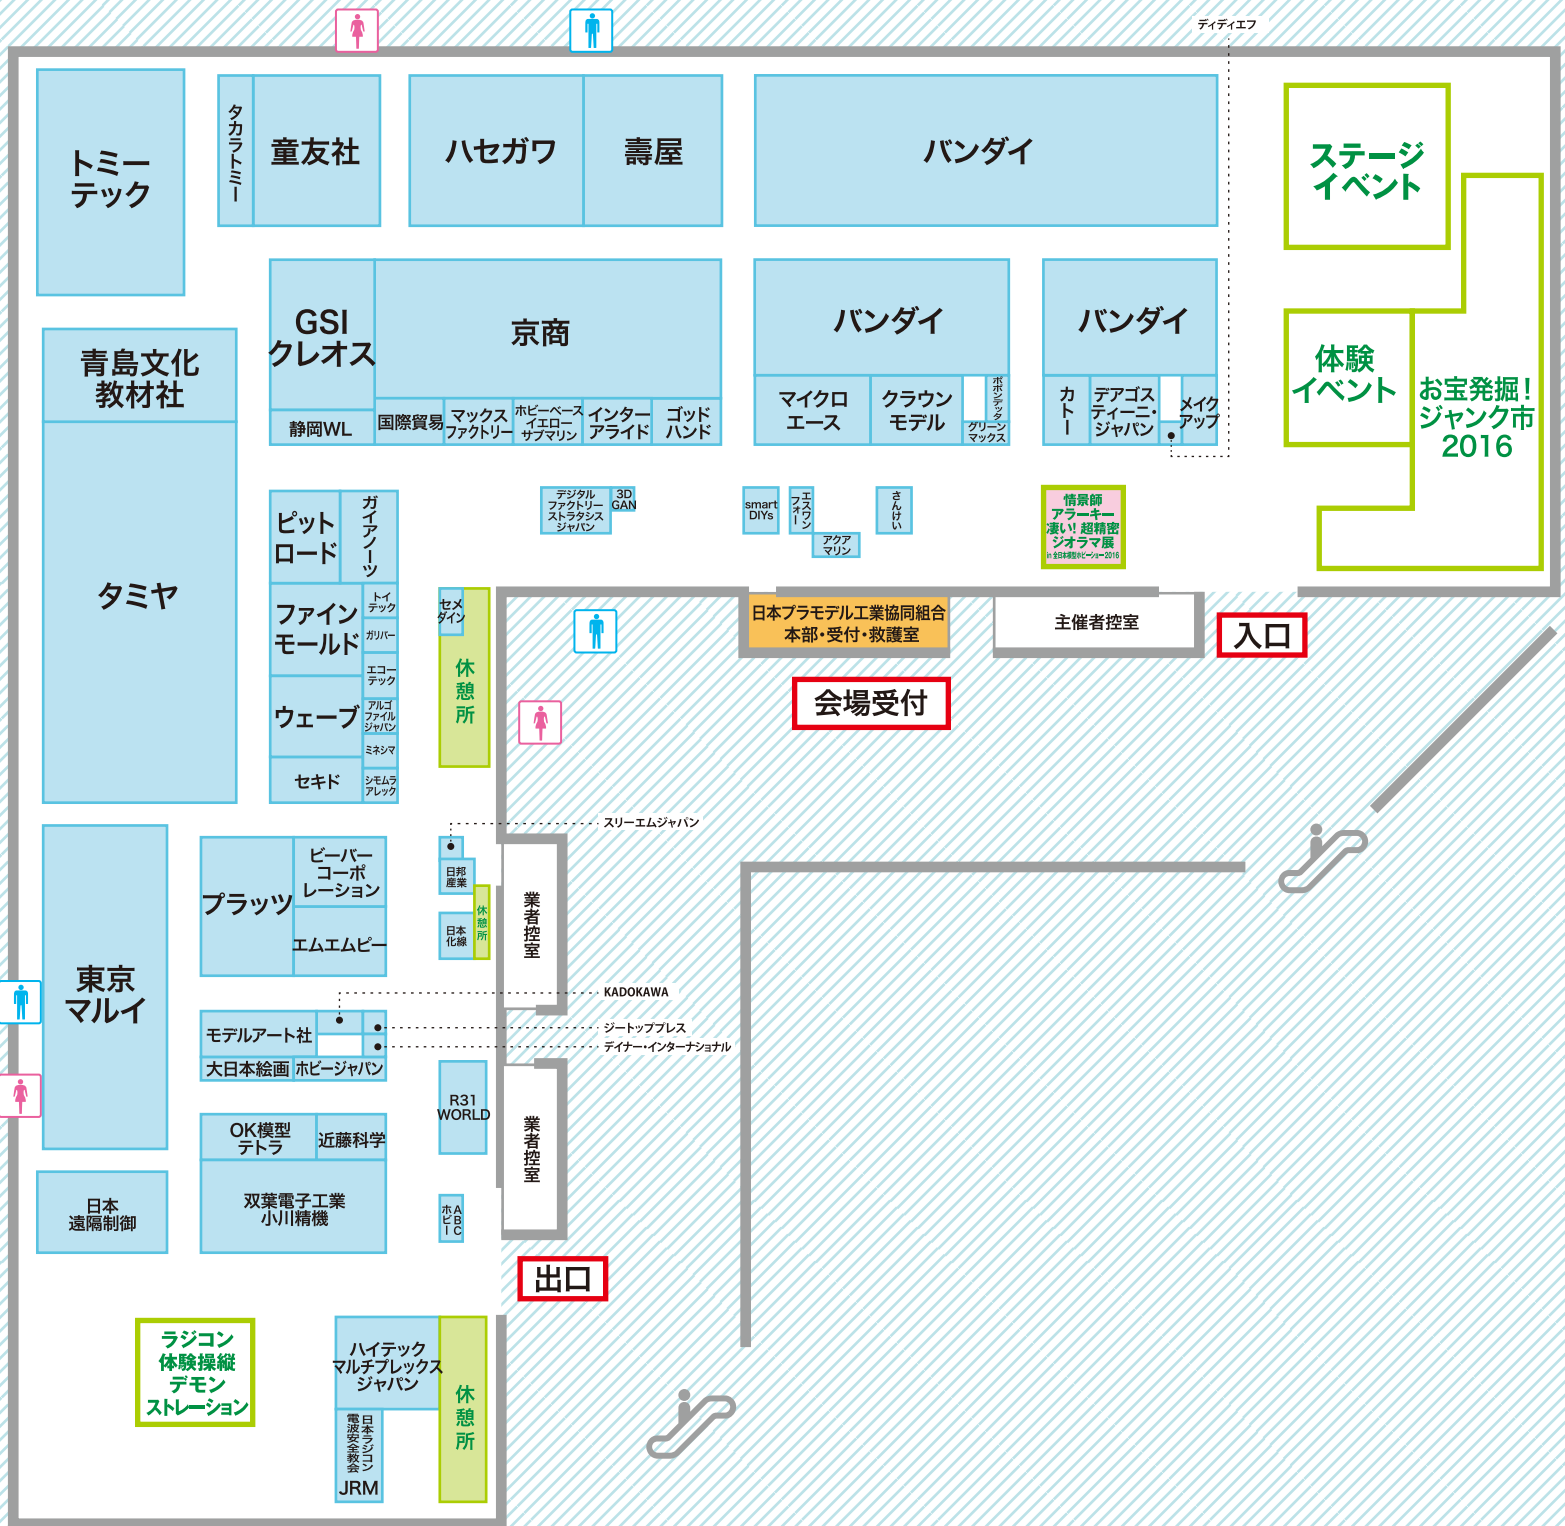 ディディエフ
トミー
テック
タカラトミー
童友社
ハセガワ
壽屋
バンダイ
ステージ
イベント
GSI
クレオス
京商
バンダイ
バンダイ
体験
イベント
お宝発掘!
ジャンク市
2016
青島文化
教材社
静岡WL
国際貿易
マックス
ファクトリー
ホビーベース
イエロー
サブマリン
インター
アライド
ゴッド
ハンド
マイクロ
エース
クラウン
モデル
ポポンデッタ
グリーン
マックス
カトー
デアゴス
ティーニ・
ジャパン
メイク
アップ
タミヤ
ピット
ロード
ガイアノーツ
デジタル
ファクトリー
ストラタシス
ジャパン
3D
GAN
smart
DIYs
エスワン
フォー
アクア
マリン
さんけい
情景師
アラーキー
凄い! 超精密
ジオラマ展
in 全日本模型ホビーショー2016
ファイン
モールド
トイ
テック
ガリバー
エコー
テック
ウェーブ
アルゴ
ファイル
ジャパン
ミネシマ
セキド
シモムラ
アレック
セメ
ダイン
休憩所
日本プラモデル工業協同組合
本部・受付・救護室
主催者控室
入口
会場受付
東京
マルイ
プラッツ
ビーバー
コーポ
レーション
エムエムピー
スリーエムジャパン
日邦
産業
日本
化線
休憩所
業者控室
KADOKAWA
ジートッププレス
デイナー・インターナショナル
モデルアート社
大日本絵画
ホビージャパン
R31
WORLD
業者控室
OK模型
テトラ
近藤科学
双葉電子工業
小川精機
日本
遠隔制御
ABC
ホビー
出口
ラジコン
体験操縦
デモン
ストレーション
ハイテック
マルチプレックス
ジャパン
休憩所
日本ラジコン
電波安全教会
JRM